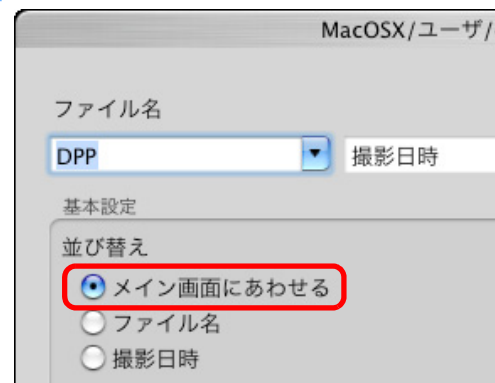 MacOSX/ユーザ/
ファイル名
DPP 撮影日時
基本設定
並び替え
メイン画面にあわせる
ファイル名
撮影日時